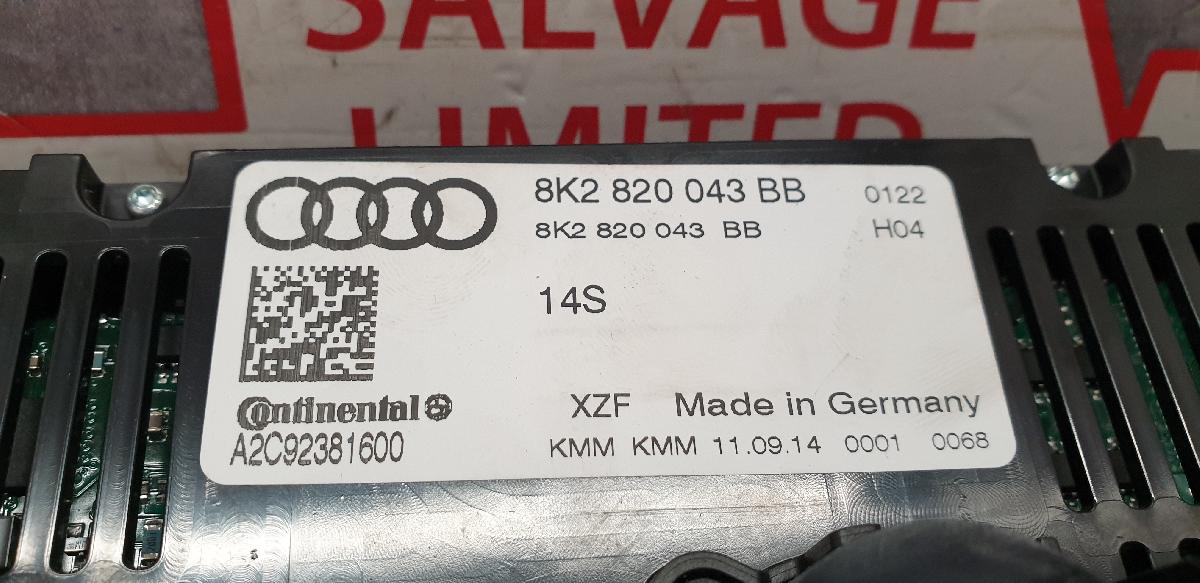 SALVAGE
LIMITED
8K2 820 043 BB 0122
8K2 820 043 BB H04
14S
Continental
A2C92381600
XZF Made in Germany
KMM KMM 11.09.14 0001 0068